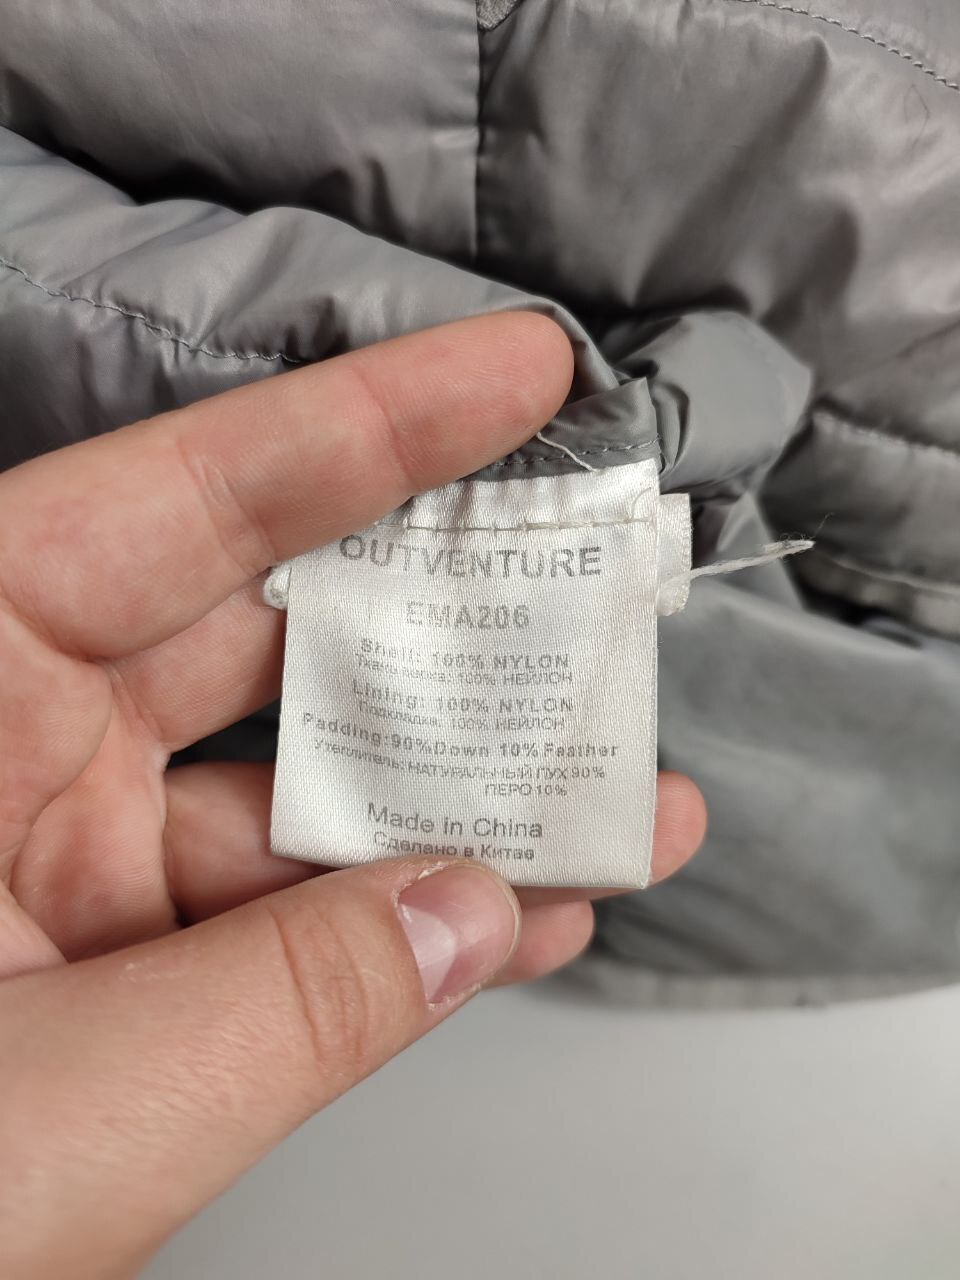 OUTVENTURE
EMA206
Shell: 100% NYLON
Ткань верха: 100% НЕЙЛОН
Lining: 100% NYLON
Подкладка: 100% НЕЙЛОН
Padding:90%Down 10% Feather
Утеплитель: НАТУРАЛЬНЫЙ ПУХ 90%
ПЕРО 10%
Made in China
Сделано в Китае